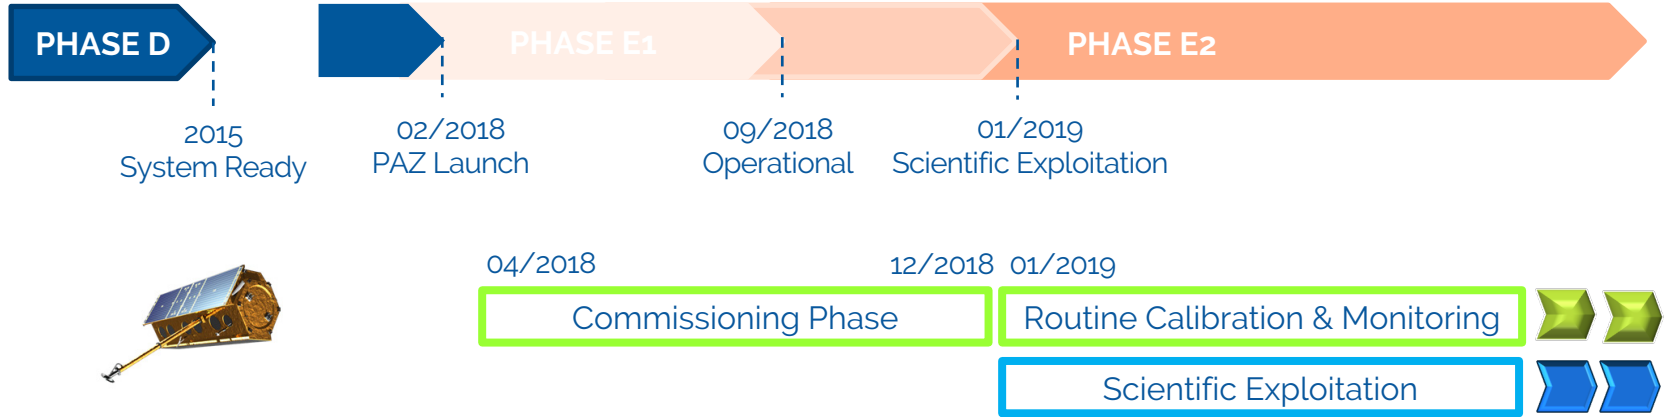 PHASE D
PHASE E1
PHASE E2
2015
System Ready
02/2018
PAZ Launch
09/2018
Operational
01/2019
Scientific Exploitation
04/2018
12/2018
01/2019
Commissioning Phase
Routine Calibration & Monitoring
Scientific Exploitation